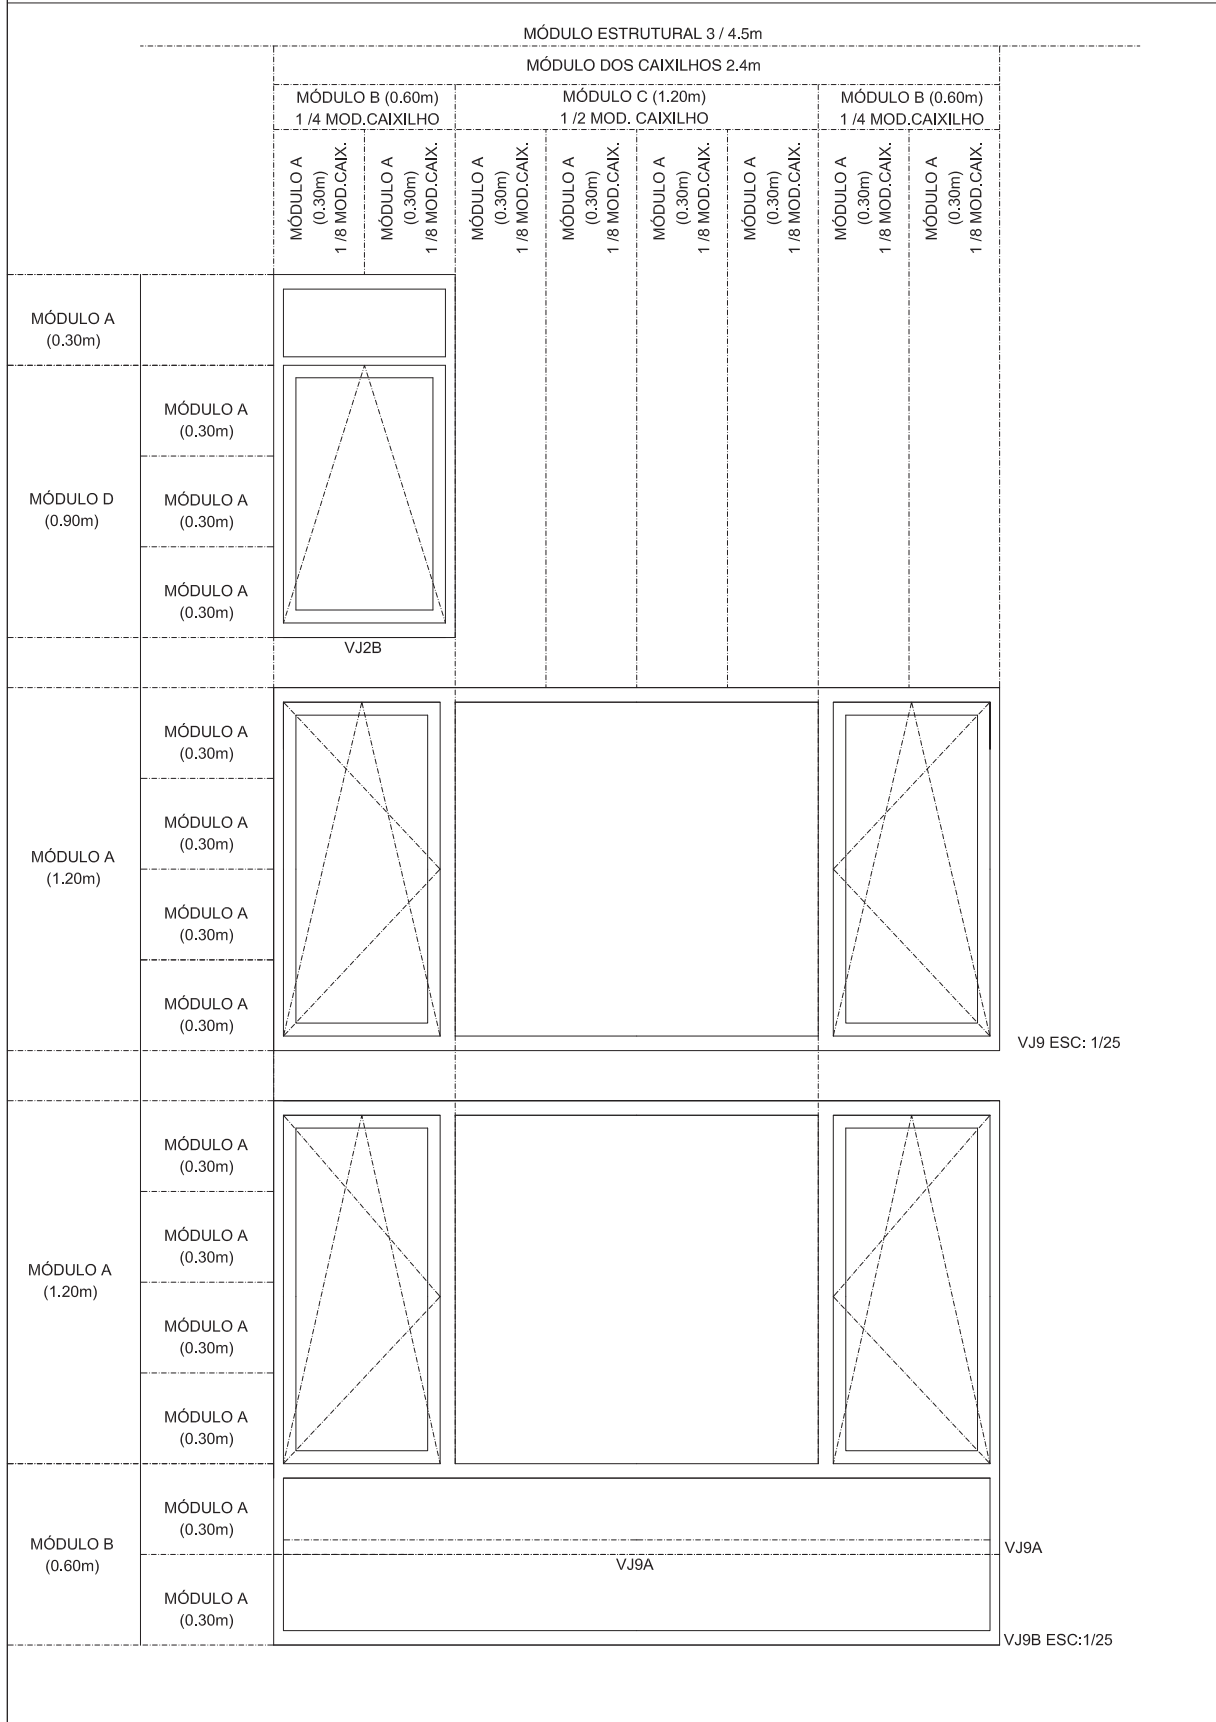 MÓDULO ESTRUTURAL 3 / 4.5m
MÓDULO DOS CAIXILHOS 2.4m
MÓDULO B (0.60m)
1 /4 MOD.CAIXILHO
MÓDULO C (1.20m)
1 /2 MOD. CAIXILHO
MÓDULO B (0.60m)
1 /4 MOD.CAIXILHO
MÓDULO A
(0.30m)
1 /8 MOD.CAIX.
MÓDULO A
(0.30m)
1 /8 MOD.CAIX.
MÓDULO A
(0.30m)
1 /8 MOD.CAIX.
MÓDULO A
(0.30m)
1 /8 MOD.CAIX.
MÓDULO A
(0.30m)
1 /8 MOD.CAIX.
MÓDULO A
(0.30m)
1 /8 MOD.CAIX.
MÓDULO A
(0.30m)
1 /8 MOD.CAIX.
MÓDULO A
(0.30m)
1 /8 MOD.CAIX.
MÓDULO A
(0.30m)
MÓDULO D
(0.90m)
MÓDULO A
(0.30m)
MÓDULO A
(0.30m)
MÓDULO A
(0.30m)
VJ2B
MÓDULO A
(1.20m)
MÓDULO A
(0.30m)
MÓDULO A
(0.30m)
MÓDULO A
(0.30m)
MÓDULO A
(0.30m)
VJ9 ESC: 1/25
MÓDULO A
(1.20m)
MÓDULO A
(0.30m)
MÓDULO A
(0.30m)
MÓDULO A
(0.30m)
MÓDULO A
(0.30m)
MÓDULO B
(0.60m)
MÓDULO A
(0.30m)
VJ9A
VJ9A
MÓDULO A
(0.30m)
VJ9B ESC:1/25